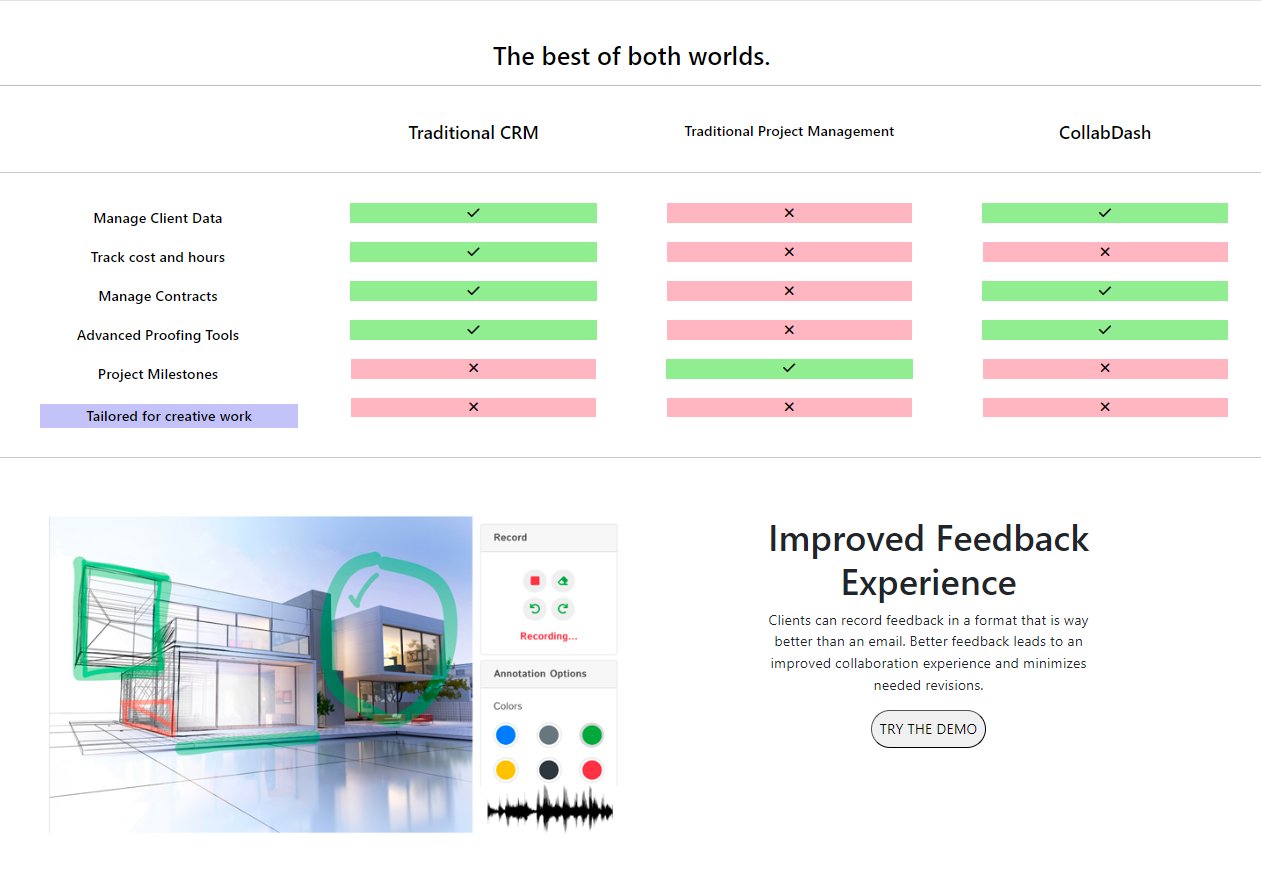 The best of both worlds.
Traditional CRM
Traditional Project Management
CollabDash
Manage Client Data
Track cost and hours
Manage Contracts
Advanced Proofing Tools
Project Milestones
Tailored for creative work
Record
Recording...
Annotation Options
Colors
Improved Feedback
Experience
Clients can record feedback in a format that is way
better than an email. Better feedback leads to an
improved collaboration experience and minimizes
needed revisions.
TRY THE DEMO